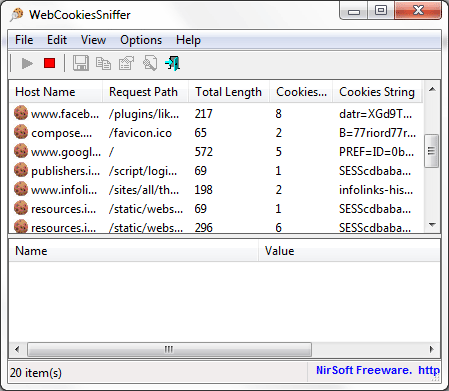 WebCookiesSniffer
File Edit View Options Help
Host Name Request Path Total Length Cookies... Cookies String
www.faceb... /plugins/lik... 217 8 datr=XGd9T...
compose.... /favicon.ico 65 2 B=77riord77r...
www.googl... / 572 5 PREF=ID=0b...
publishers.i... /script/logi... 69 1 SESScdbaba...
www.infolin... /sites/all/th... 198 2 infolinks-his...
resources.i... /static/webs... 69 1 SESScdbaba...
resources.i... /static/webs... 296 6 SESScdbaba...
Name Value
20 item(s) NirSoft Freeware. http